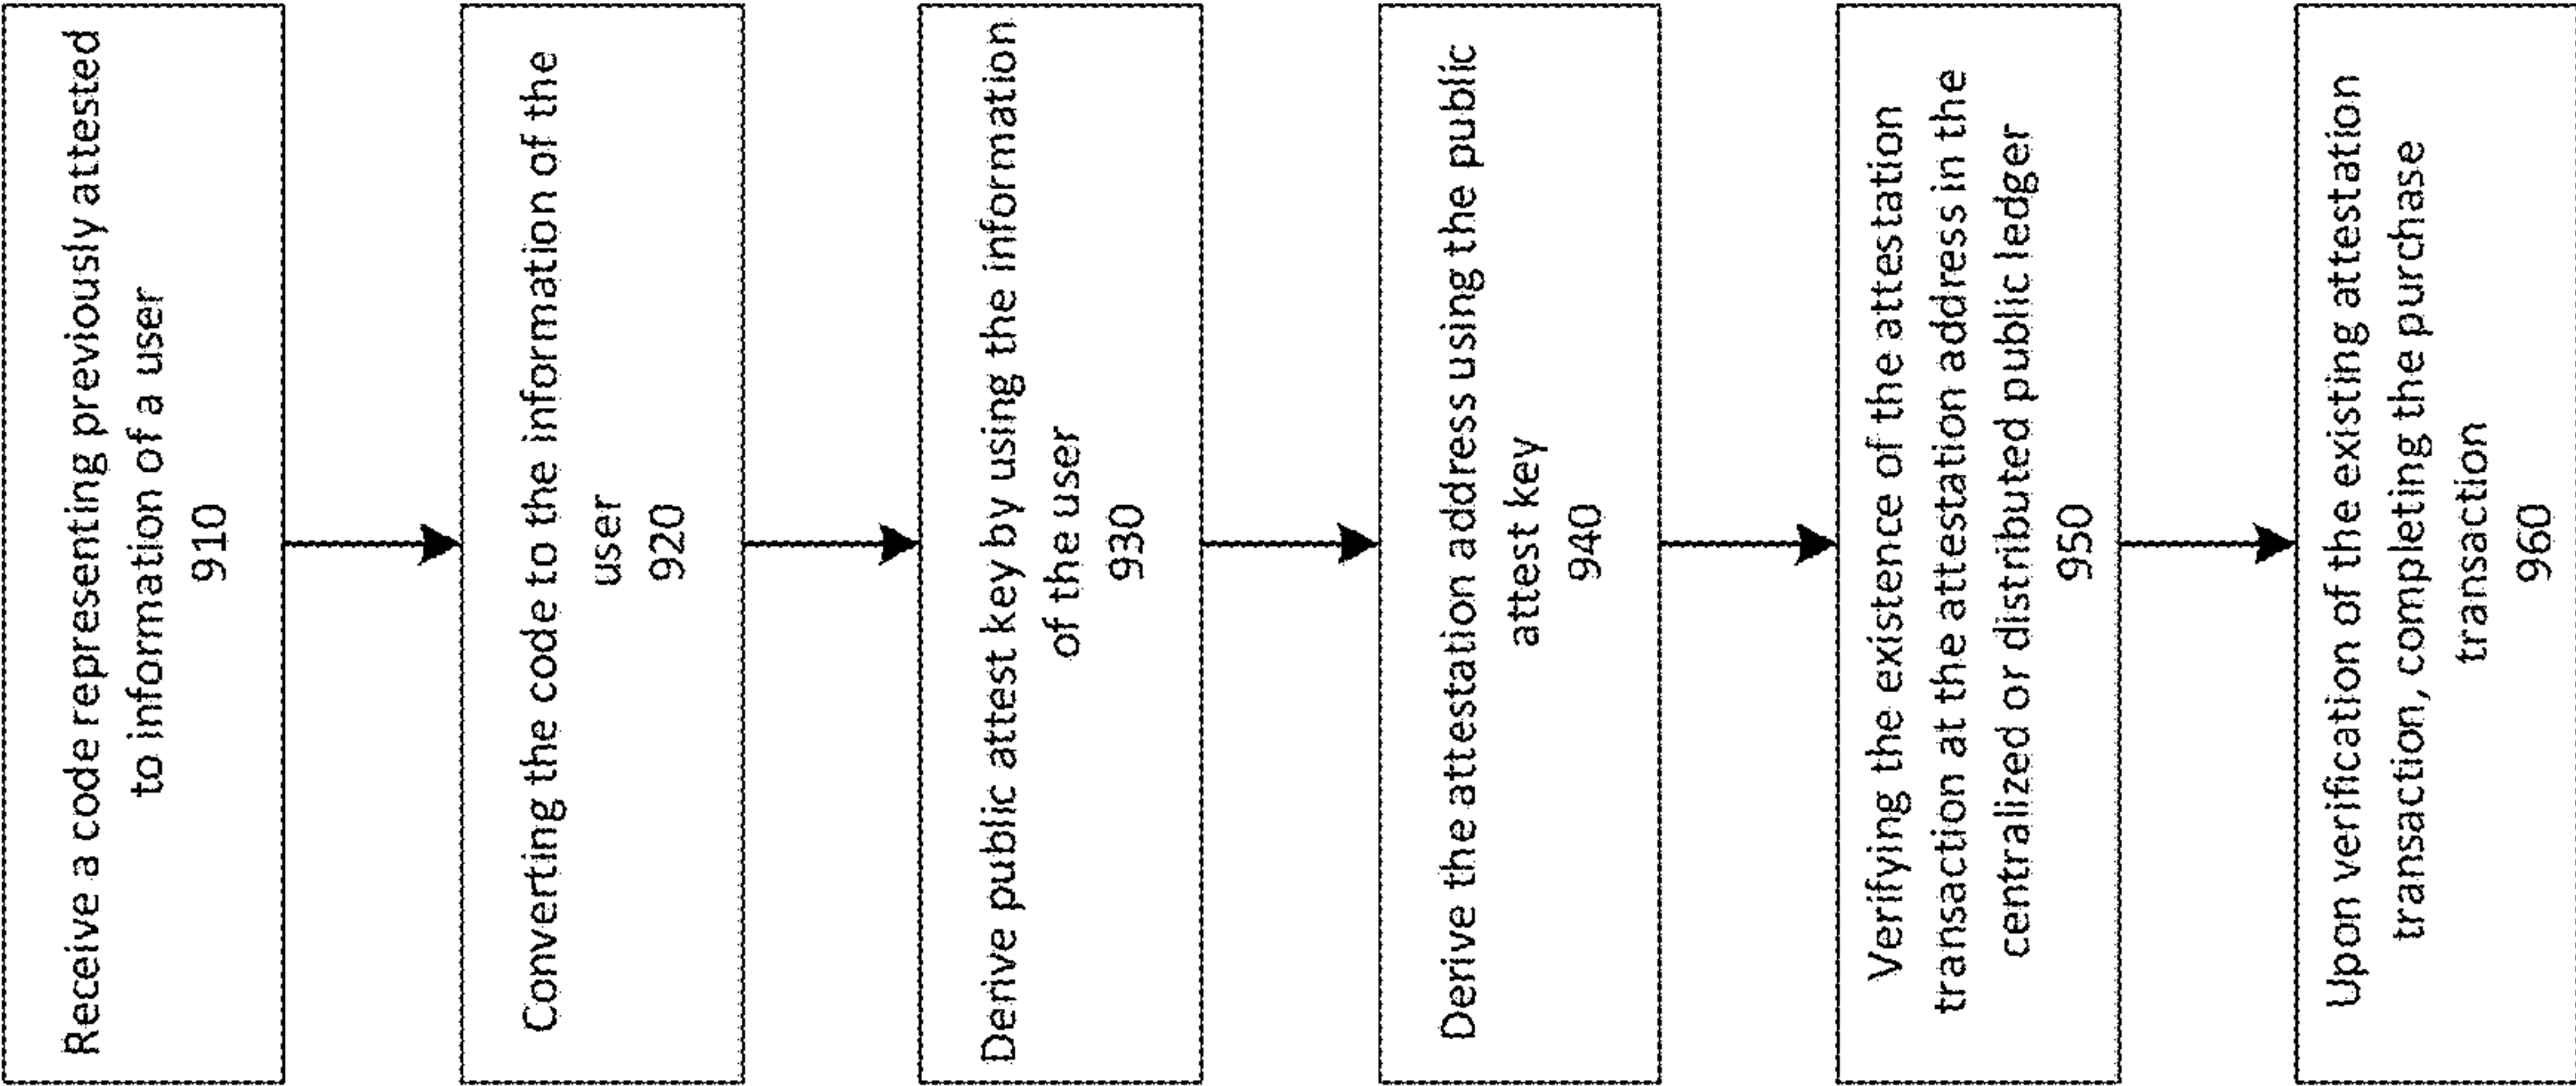 Receive a code representing previously attested
to information of a user
910
Converting the code to the information of the
user
920
Derive public attest key by using the information
of the user
930
Derive the attestation address using the public
attest key
940
Verifying the existence of the attestation
transaction at the attestation address in the
centralized or distributed public ledger
950
Upon verification of the existing attestation
transaction, completing the purchase
transaction
960